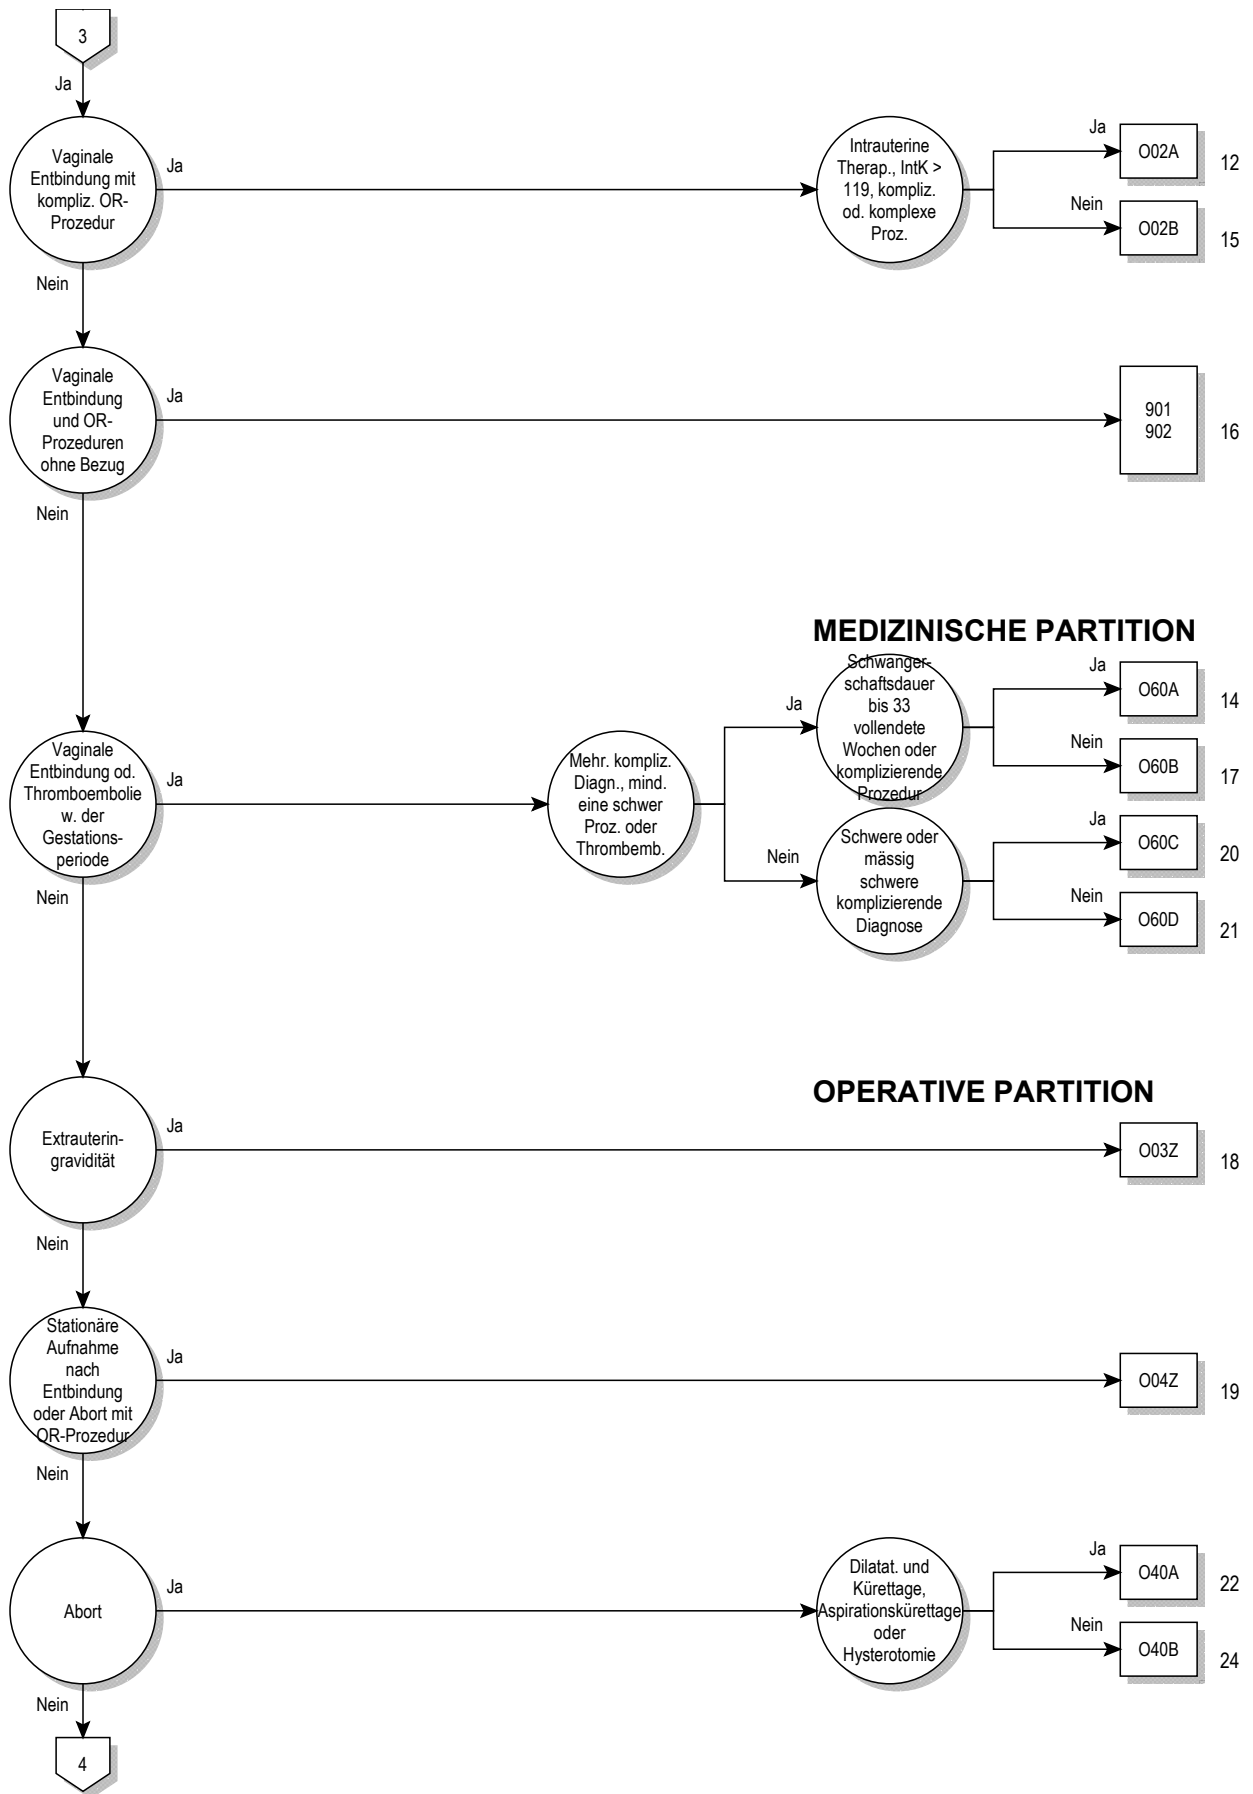 3
Ja
Vaginale
Entbindung mit
kompliz. OR-
Prozedur
Ja
Intrauterine
Therap., IntK >
119, kompliz.
od. komplexe
Proz.
Ja
O02A
12
Nein
O02B
15
Nein
Vaginale
Entbindung
und OR-
Prozeduren
ohne Bezug
Ja
901
902
16
Nein
MEDIZINISCHE PARTITION
Vaginale
Entbindung od.
Thromboembolie
w. der
Gestations-
periode
Ja
Mehr. kompliz.
Diagn., mind.
eine schwer
Proz. oder
Thrombemb.
Ja
Schwanger-
schaftsdauer
bis 33
vollendete
Wochen oder
komplizierende
Prozedur
Ja
O60A
14
Nein
O60B
17
Nein
Schwere oder
mässig
schwere
komplizierende
Diagnose
Ja
O60C
20
Nein
O60D
21
Nein
OPERATIVE PARTITION
Extrauterin-
gravidität
Ja
O03Z
18
Nein
Stationäre
Aufnahme
nach
Entbindung
oder Abort mit
OR-Prozedur
Ja
O04Z
19
Nein
Abort
Ja
Dilatat. und
Kürettage,
Aspirationskürettage
oder
Hysterotomie
Ja
O40A
22
Nein
O40B
24
Nein
4